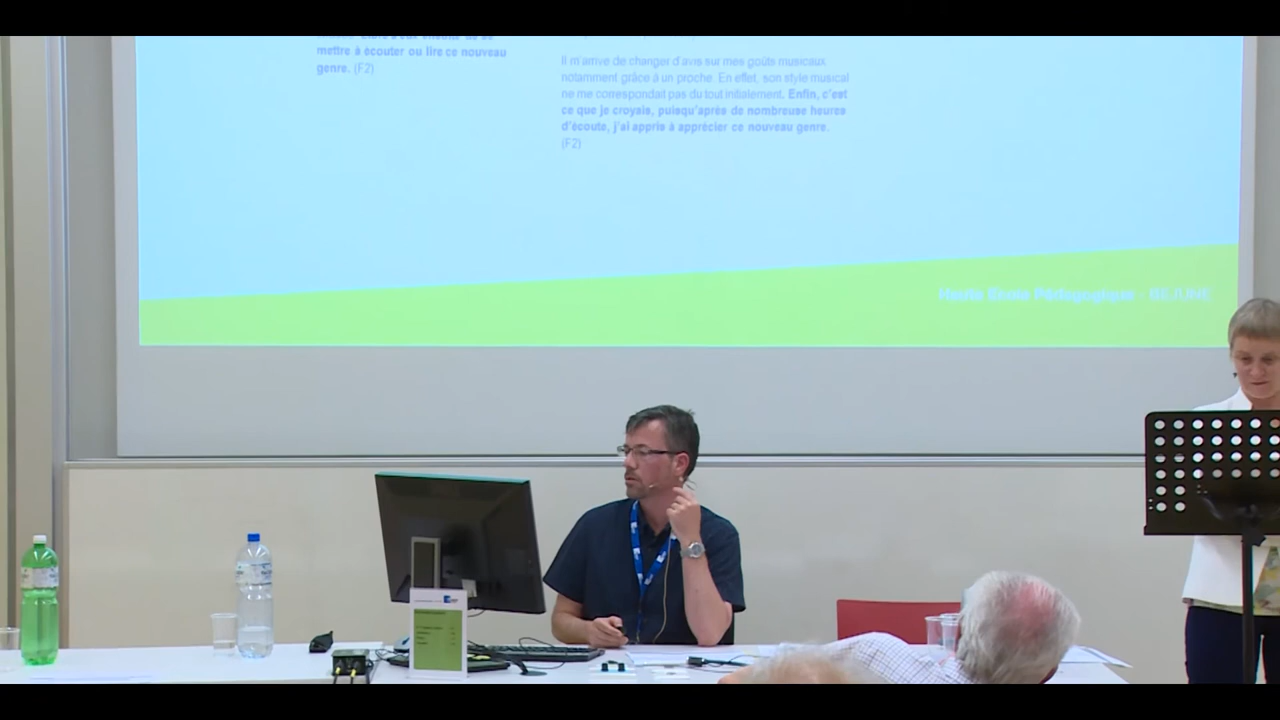 mettre à écouter ou lire ce nouveau
genre. (F2)
Il m'arrive de changer d'avis sur mes goûts musicaux
notamment grâce à un proche. En effet, son style musical
ne me correspondait pas du tout initialement. Enfin, c'est
ce que je croyais, puisqu'après de nombreuse heures
d'écoute, j'ai appris à apprécier ce nouveau genre.
(F2)
Haute Ecole Pédagogique - BEJUNE